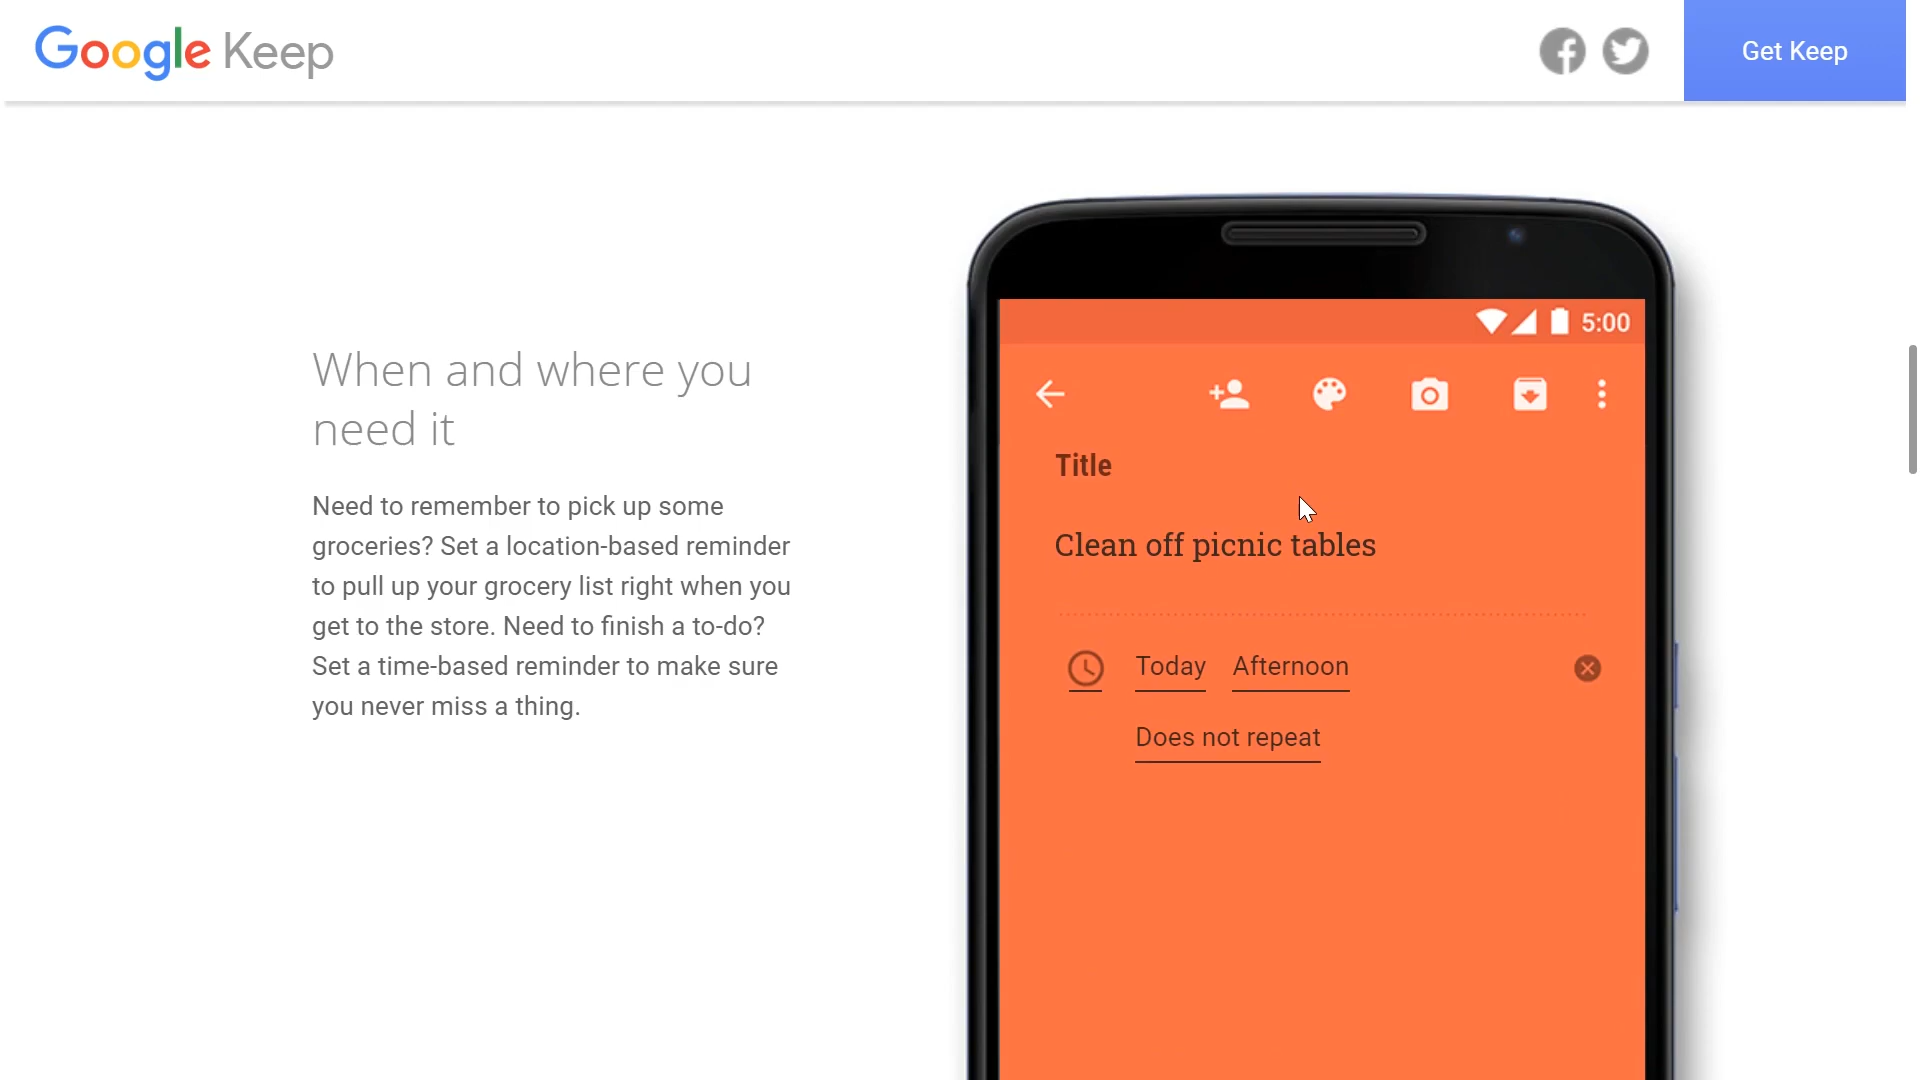 Google Keep
Get Keep
When and where you
need it
Need to remember to pick up some
groceries? Set a location-based reminder
to pull up your grocery list right when you
get to the store. Need to finish a to-do?
Set a time-based reminder to make sure
you never miss a thing.
5:00
Title
Clean off picnic tables
Today Afternoon
Does not repeat